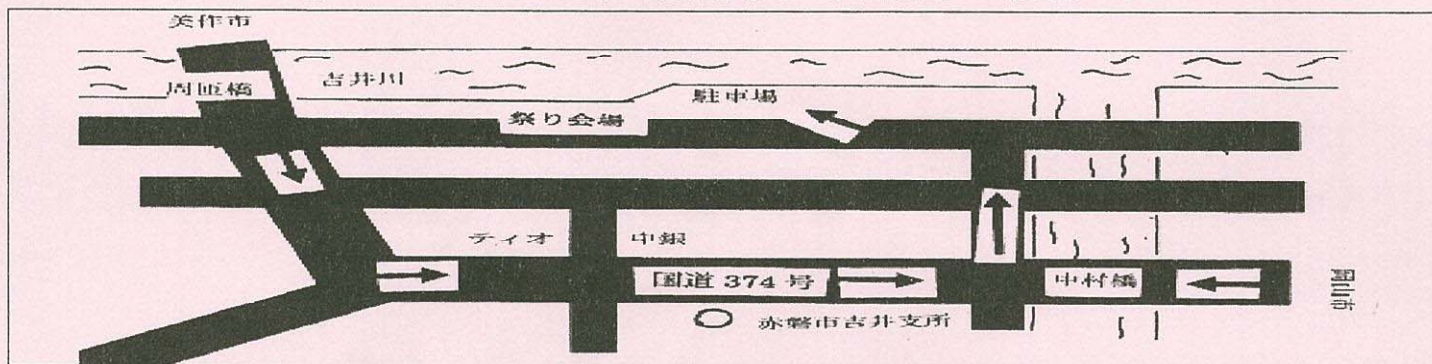 美作市
周匝橋
吉井川
駐車場
祭り会場
ティオ
中銀
国道 374 号
中村橋
岡山市
赤磐市吉井支所